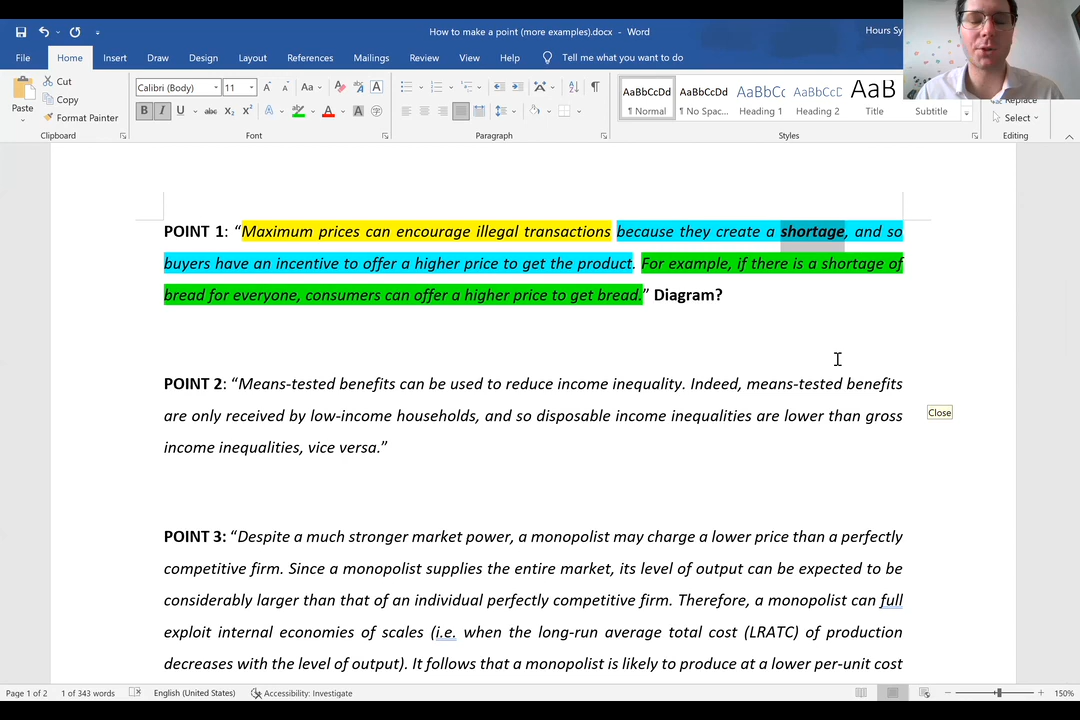 How to make a point (more examples).docx - Word
Hours Sy
File Home Insert Draw Design Layout References Mailings Review View Help Tell me what you want to do
Paste Cut Copy Format Painter
Calibri (Body) 11 Aa A
B I U abc X₂ X² A A
AaBbCcDd AaBbCcDd AaBbCc AaBbCcD AaB
¶ Normal ¶ No Spac... Heading 1 Heading 2 Title Subtitle
Replace
Select
Clipboard Font Paragraph Styles Editing
POINT 1: “Maximum prices can encourage illegal transactions because they create a shortage, and so
buyers have an incentive to offer a higher price to get the product. For example, if there is a shortage of
bread for everyone, consumers can offer a higher price to get bread.” Diagram?
POINT 2: “Means-tested benefits can be used to reduce income inequality. Indeed, means-tested benefits
are only received by low-income households, and so disposable income inequalities are lower than gross
income inequalities, vice versa.”
Close
POINT 3: “Despite a much stronger market power, a monopolist may charge a lower price than a perfectly
competitive firm. Since a monopolist supplies the entire market, its level of output can be expected to be
considerably larger than that of an individual perfectly competitive firm. Therefore, a monopolist can full
exploit internal economies of scales (i.e. when the long-run average total cost (LRATC) of production
decreases with the level of output). It follows that a monopolist is likely to produce at a lower per-unit cost
Page 1 of 2 1 of 343 words English (United States) Accessibility: Investigate 150%